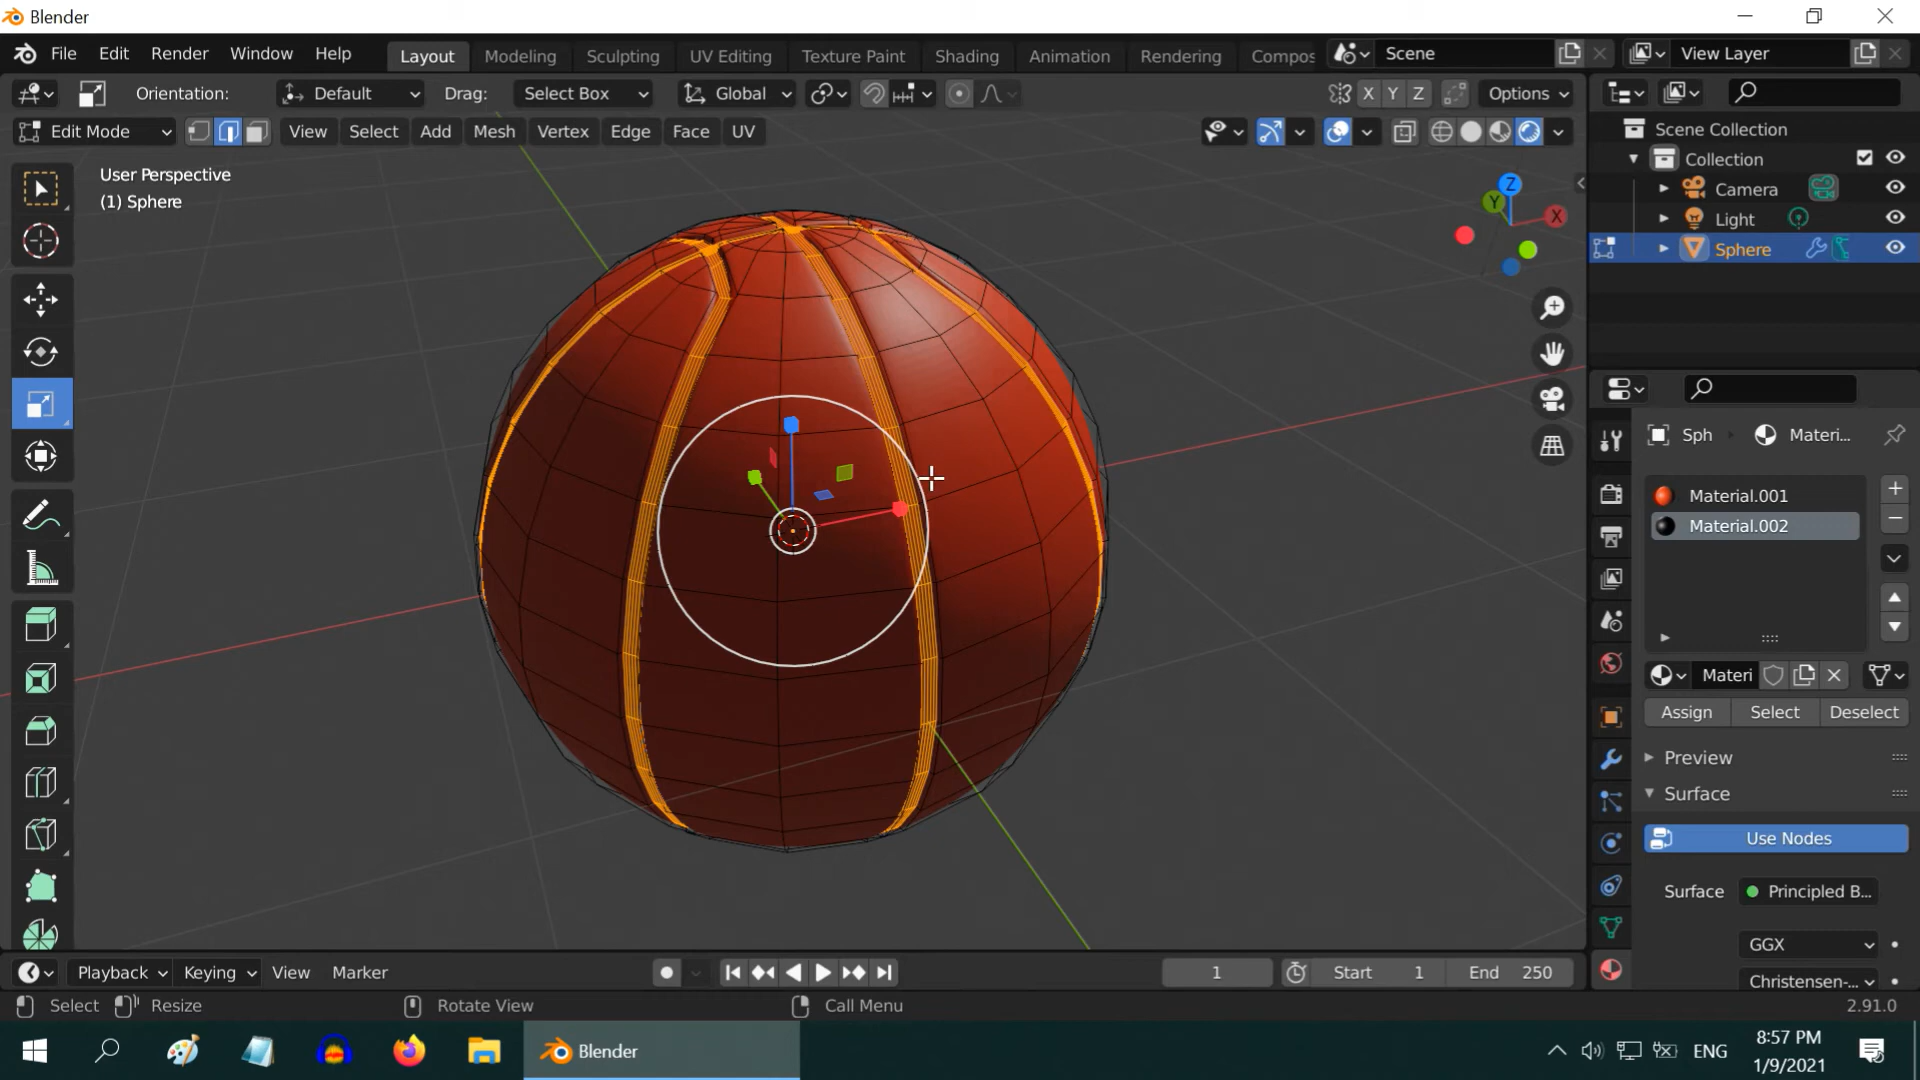 Blender
File Edit Render Window Help Layout Modeling Sculpting UV Editing Texture Paint Shading Animation Rendering Compos Scene View Layer
Orientation: Default Drag: Select Box Global X Y Z Options
Edit Mode View Select Add Mesh Vertex Edge Face UV
User Perspective
(1) Sphere
Z
Y
X
Scene Collection
Collection
Camera
Light
Sphere
Sph Materi...
Material.001
Material.002
Materi
Assign Select Deselect
Preview
Surface
Use Nodes
Surface Principled B...
GGX
Christensen-...
Playback Keying View Marker 1 Start 1 End 250
Select Resize Rotate View Call Menu 2.91.0
Blender ENG 8:57 PM
1/9/2021